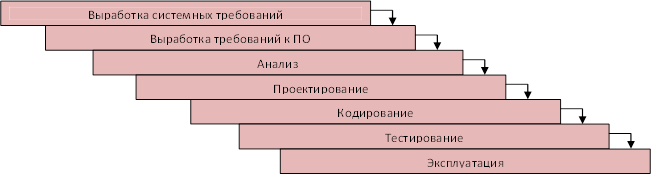 Выработка системных требований
Выработка требований к ПО
Анализ
Проектирование
Кодирование
Тестирование
Эксплуатация